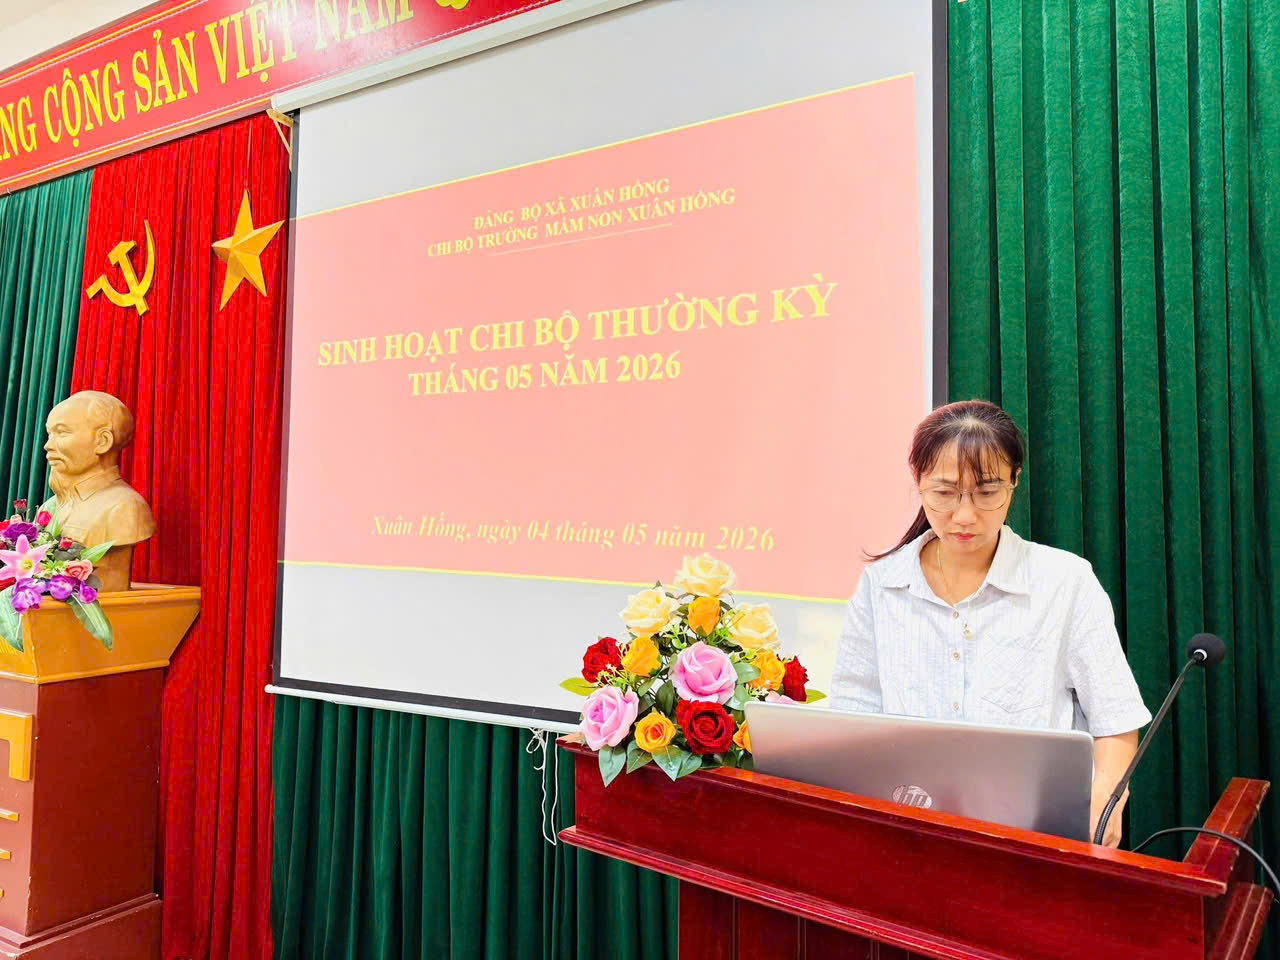 NG CỘNG SẢN VIỆT NAM
ĐẢNG BỘ XÃ XUÂN HỒNG
CHI BỘ TRƯỜNG MẦM NON XUÂN HỒNG
SINH HOẠT CHI BỘ THƯỜNG KỲ
THÁNG 05 NĂM 2026
Xuân Hồng, ngày 04 tháng 05 năm 2026
hp